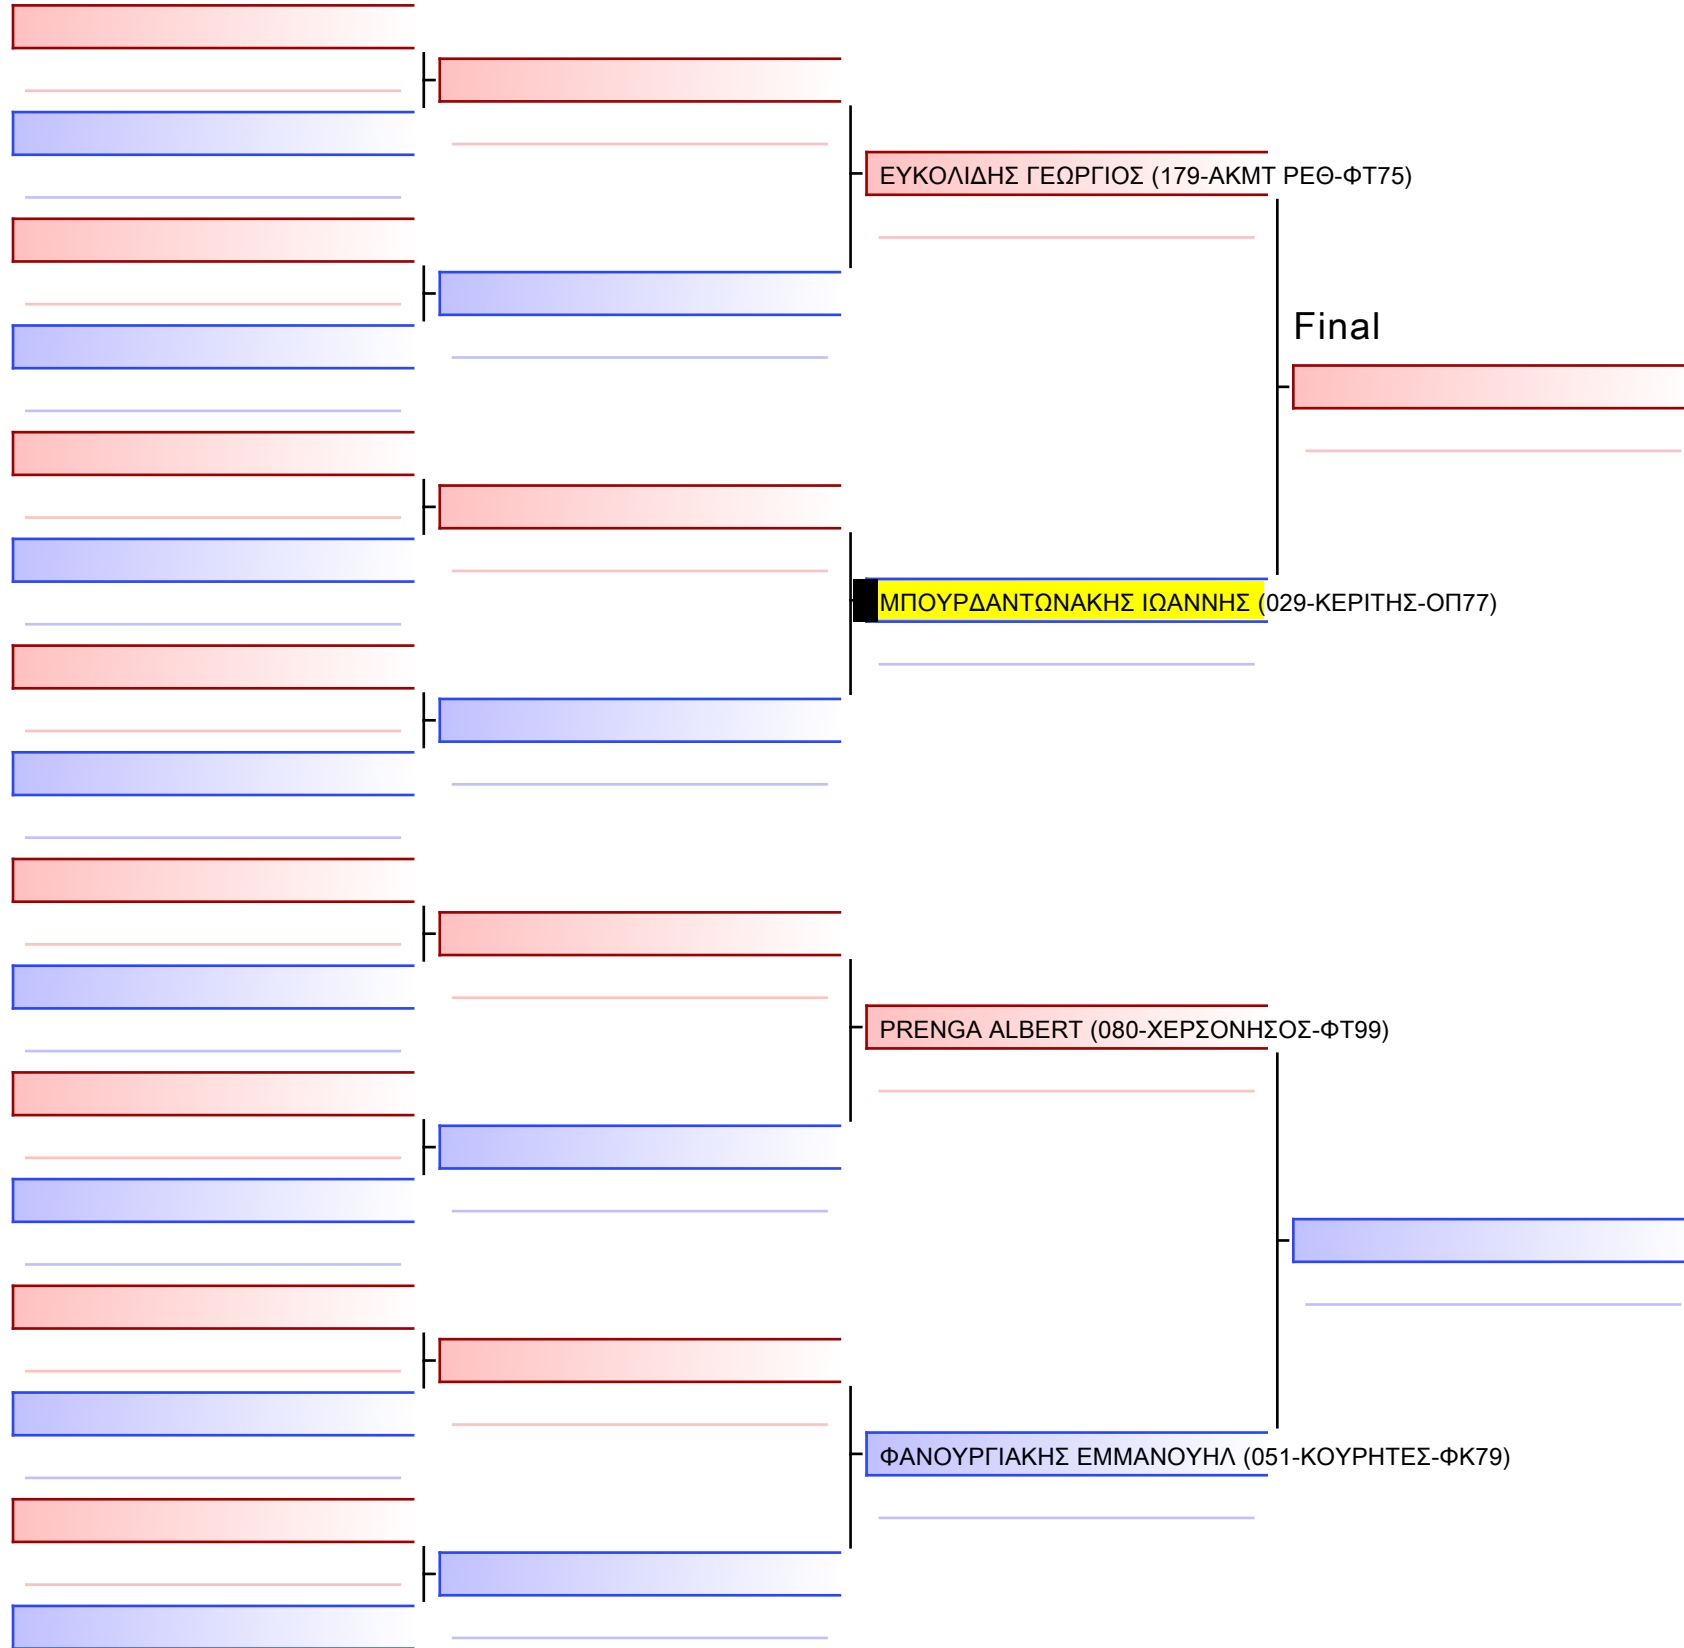 ΕΥΚΟΛΙΔΗΣ ΓΕΩΡΓΙΟΣ (179-ΑΚΜΤ ΡΕΘ-ΦΤ75)
Final
ΜΠΟΥΡΔΑΝΤΩΝΑΚΗΣ ΙΩΑΝΝΗΣ (029-ΚΕΡΙΤΗΣ-ΟΠ77)
PRENGA ALBERT (080-ΧΕΡΣΟΝΗΣΟΣ-ΦΤ99)
ΦΑΝΟΥΡΓΙΑΚΗΣ ΕΜΜΑΝΟΥΗΛ (051-ΚΟΥΡΗΤΕΣ-ΦΚ79)